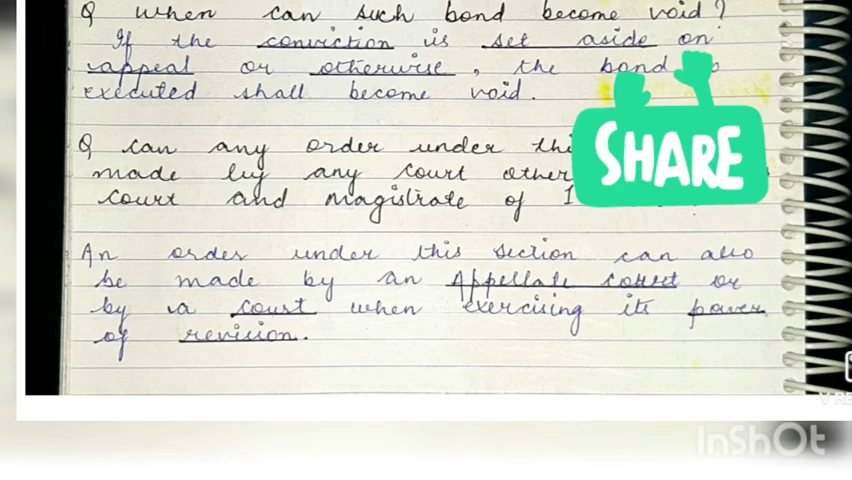 Q When can such bond become void?
If the conviction is set aside on
appeal or otherwise, the bond
executed shall become void.
Q can any order under thi
made by any court other
court and magistrate of I
SHARE
An order under this section can also
be made by an Appellate court or
by a court when exercising its power
of revision.
InShOt